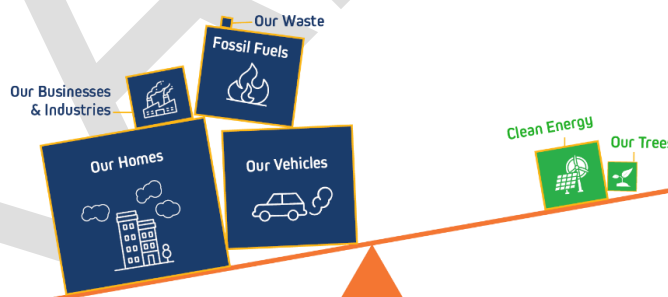 Our Waste
Fossil Fuels
Our Businesses
& Industries
Our Homes
Our Vehicles
Clean Energy
Our Trees